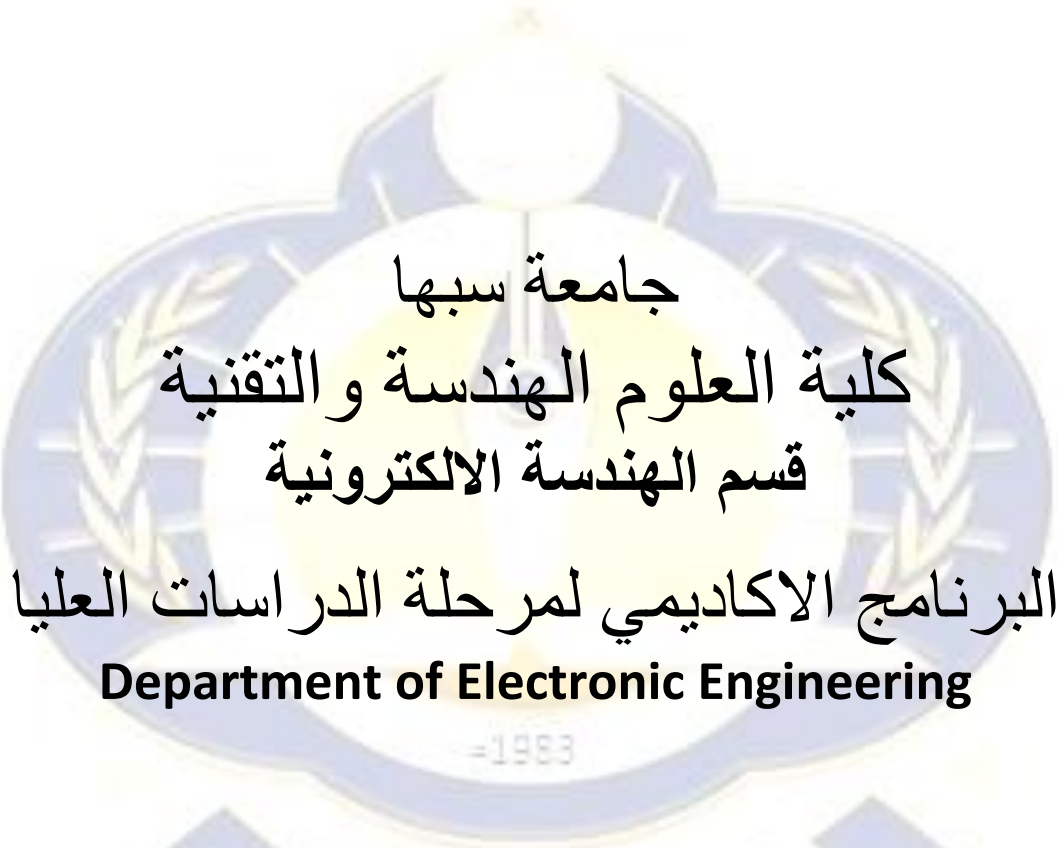 جامعة سبها
كلية العلوم الهندسة والتقنية
قسم الهندسة الالكترونية
البرنامج الاكاديمي لمرحلة الدراسات العليا
Department of Electronic Engineering
=1983